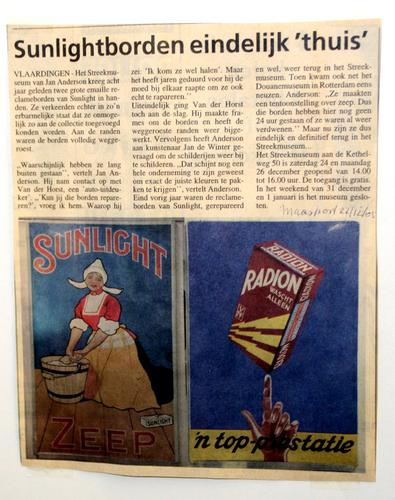 Sunlightborden eindelijk 'thuis'
VLAARDINGEN - Het Streekmu-
seum van Jan Anderson kreeg acht
jaar geleden twee grote emaille re-
clameborden van Sunlight in han-
den. Ze verkeerden echter in zo'n
erbarmelijke staat dat ze onmoge-
lijk zo aan de collectie toegevoegd
konden worden. Aan de randen
waren de borden volledig wegge-
roest.
„Waarschijnlijk hebben ze lang
buiten gestaan", vertelt Jan An-
derson. Hij nam contact op met
Van der Horst, een 'auto-uitdeu-
ker'. „'Kun jij die borden repare-
ren?', vroeg ik hem. Waarop hij
zei: 'Ik kom ze wel halen'. Maar
het heeft jaren geduurd voor hij de
moed bij elkaar raapte om ze ook
echt te repareren."
Uiteindelijk ging Van der Horst
toch aan de slag. Hij maakte fra-
mes om de borden en heeft de
weggeroeste randen weer bijge-
werkt. Vervolgens heeft Anderson
aan kunstenaar Jan de Winter ge-
vraagd om de schilderijen weer bij
te schilderen. „Dat schijnt nog een
hele onderneming te zijn geweest
om exact de juiste kleuren te pak-
ken te krijgen", vertelt Anderson.
Eind vorig jaar waren de reclame-
borden van Sunlight, gerepareerd
en wel, weer terug in het Streek-
museum. Toen kwam ook net het
Douanemuseum in Rotterdam eens
neuzen. Anderson: „Ze maakten
een tentoonstelling over zeep. Dus
de borden hebben hier nog geen
24 uur gestaan of ze waren al weer
verdwenen." Maar nu zijn ze dus
eindelijk en definitief terug in het
Streekmuseum...
Het Streekmuseum aan de Kethel-
weg 50 is zaterdag 24 en maandag
26 december geopend van 14.00
tot 16.00 uur. De toegang is gratis.
In het weekend van 31 december
en 1 januari is het museum geslo-
ten.
Maaspost
SUNLIGHT
SUNLIGHT
ZEEP
RADION
RADION
WASCHT
ALLEEN
'n top-prestatie